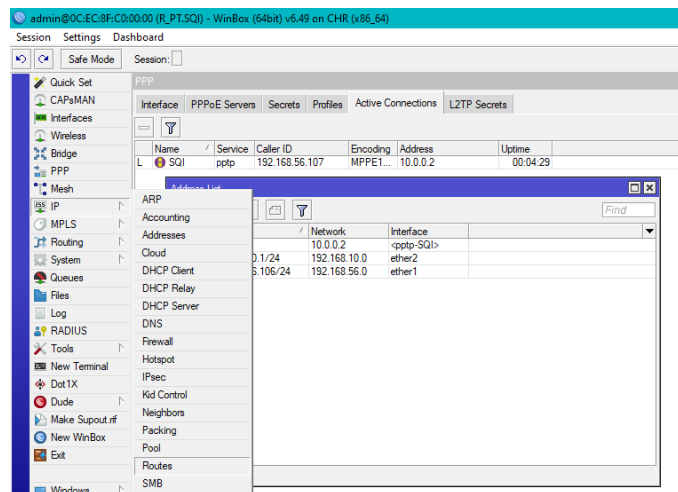 admin@0C:EC:8F:C0:00:00 (R_PT.SQI) - WinBox (64bit) v6.49 on CHR (x86_64)
Session Settings Dashboard
Safe Mode Session:
Quick Set
CAPsMAN
Interfaces
Wireless
Bridge
PPP
Mesh
IP
MPLS
Routing
System
Queues
Files
Log
RADIUS
Tools
New Terminal
Dot1X
Dude
Make Supout.rif
New WinBox
Exit
Windows
PPP
Interface PPPoE Servers Secrets Profiles Active Connections L2TP Secrets
Name Service Caller ID Encoding Address Uptime
L SQI pptp 192.168.56.107 MPPE1... 10.0.0.2 00:04:29
Address List
Find
Network Interface
10.0.0.2 <pptp-SQI>
0.1/24 192.168.10.0 ether2
6.106/24 192.168.56.0 ether1
ARP
Accounting
Addresses
Cloud
DHCP Client
DHCP Relay
DHCP Server
DNS
Firewall
Hotspot
IPsec
Kid Control
Neighbors
Packing
Pool
Routes
SMB